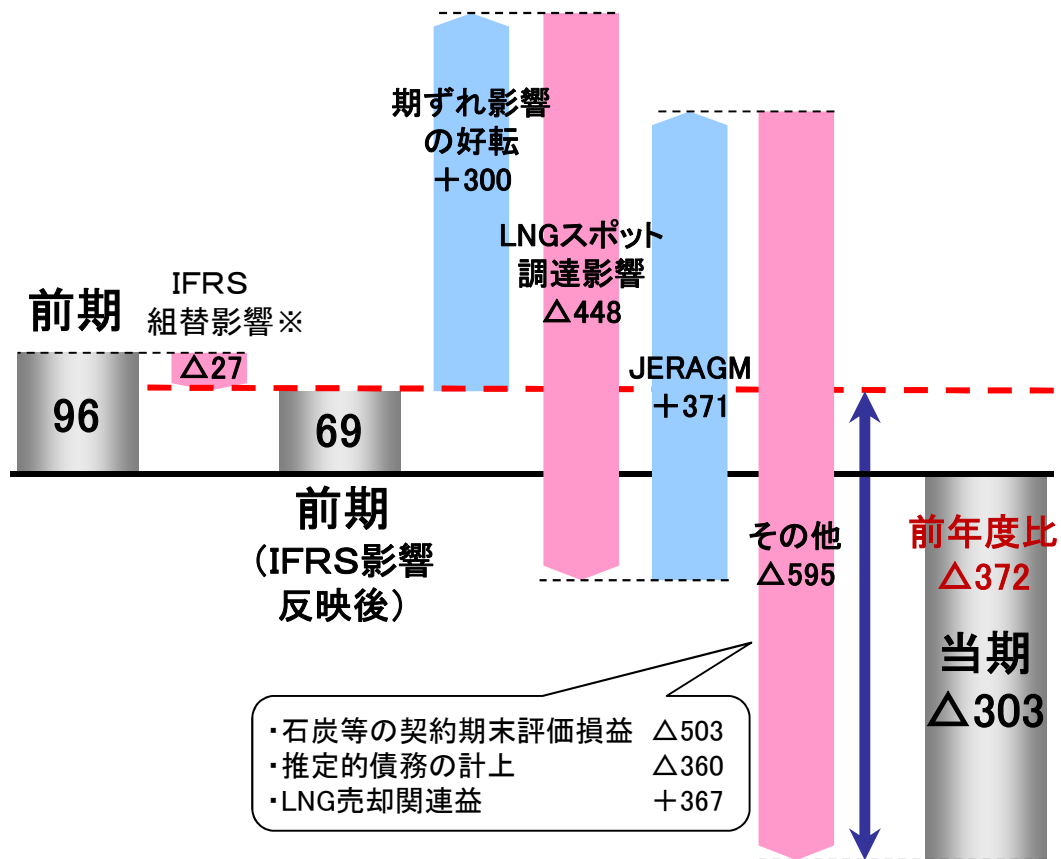 前期
96
IFRS
組替影響※
△27
69
前期
（IFRS影響
反映後）
期ずれ影響
の好転
＋300
LNGスポット
調達影響
△448
JERAGM
＋371
その他
△595
・石炭等の契約期末評価損益 △503
・推定的債務の計上 △360
・LNG売却関連益 ＋367
前年度比
△372
当期
△303